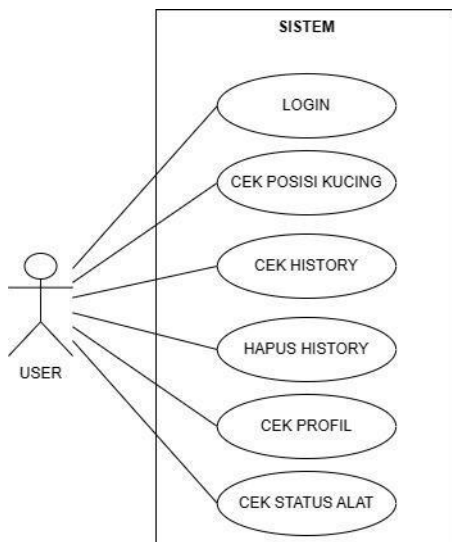 SISTEM
LOGIN
CEK POSISI KUCING
CEK HISTORY
HAPUS HISTORY
USER
CEK PROFIL
CEK STATUS ALAT